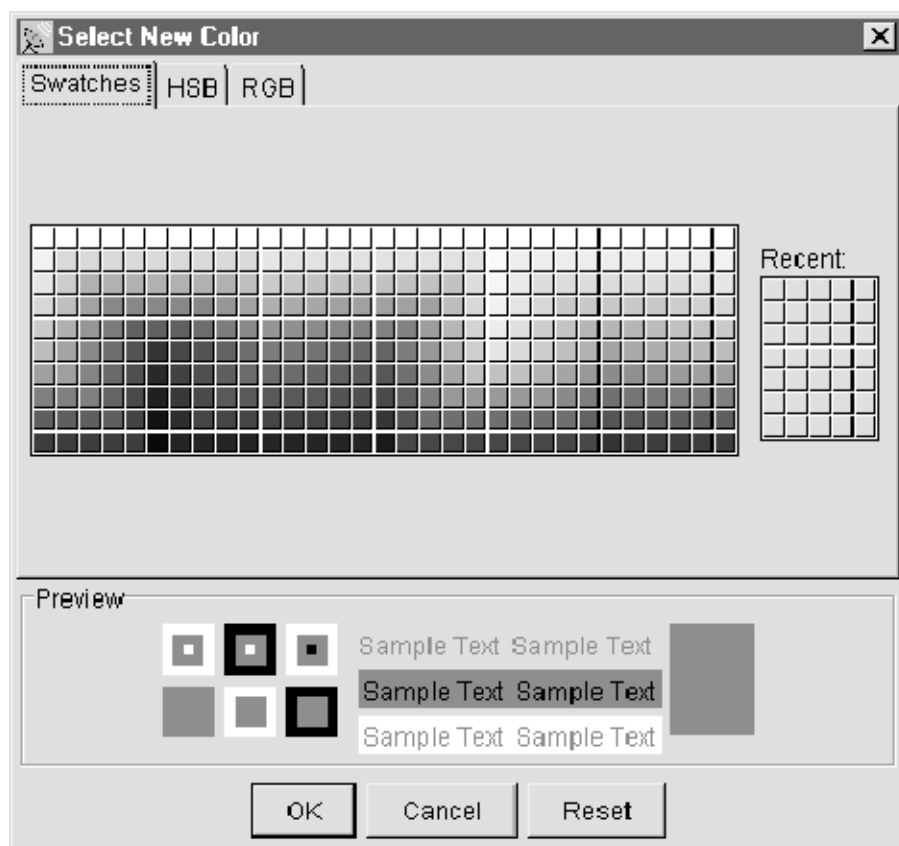 Select New Color
Swatches HSB RGB
Recent:
Preview
Sample Text Sample Text
Sample Text Sample Text
Sample Text Sample Text
OK Cancel Reset